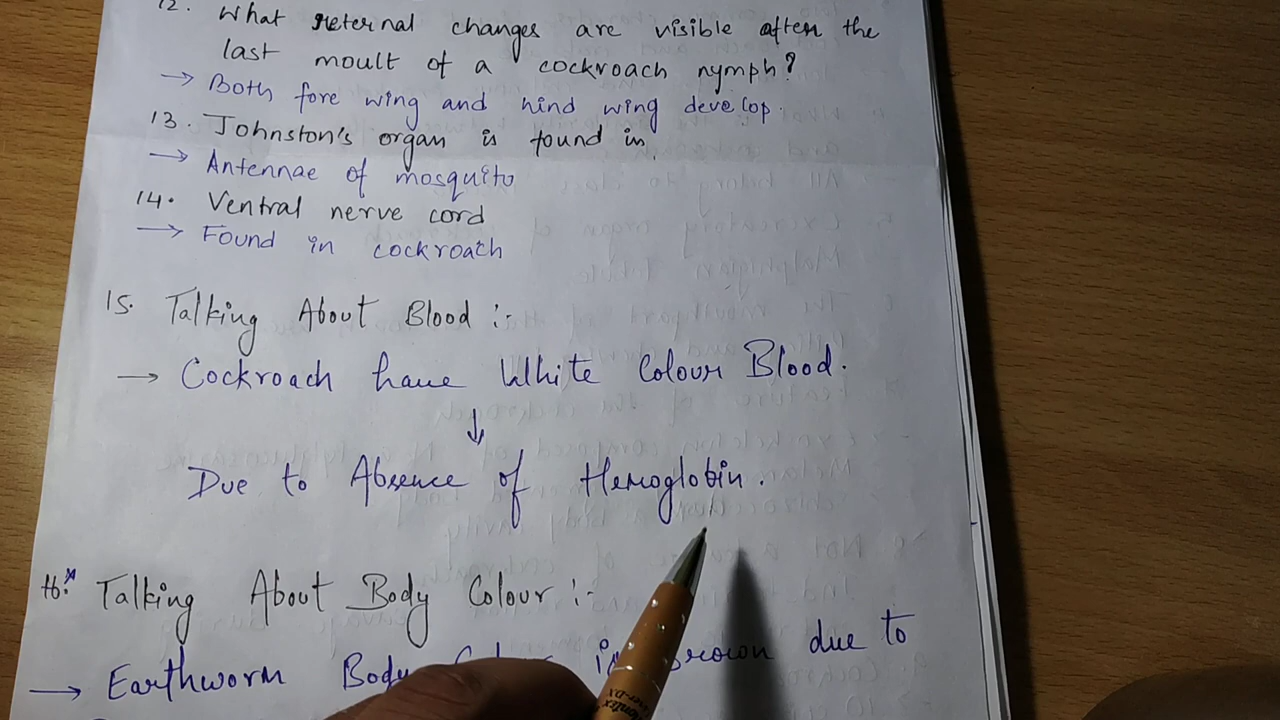 12. What external changes are visible after the
last moult of a cockroach nymph?
→ Both fore wing and hind wing develop.
13. Johnston's organ is found in.
→ Antennae of mosquito
14. Ventral nerve cord
→ Found in cockroach
15. Talking About Blood :-
→ Cockroach have White Colour Blood.
↓
Due to Absence of Hemoglobin.
16. Talking About Body Colour :-
→ Earthworm Body brown due to